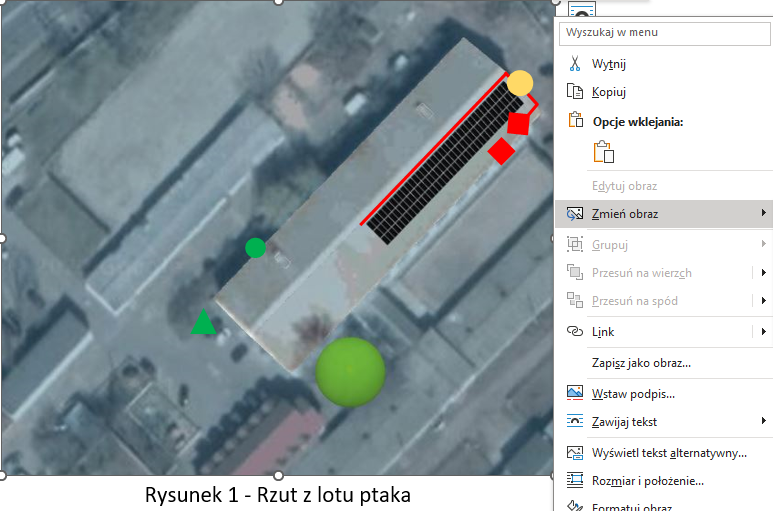 Wyszukaj w menu
Wytnij
Kopiuj
Opcje wklejania:
Edytuj obraz
Zmień obraz
Grupuj
Przesuń na wierzch
Przesuń na spód
Link
Zapisz jako obraz...
Wstaw podpis...
Zawijaj tekst
Wyświetl tekst alternatywny...
Rozmiar i położenie...
Formatuj obraz
Rysunek 1 - Rzut z lotu ptaka